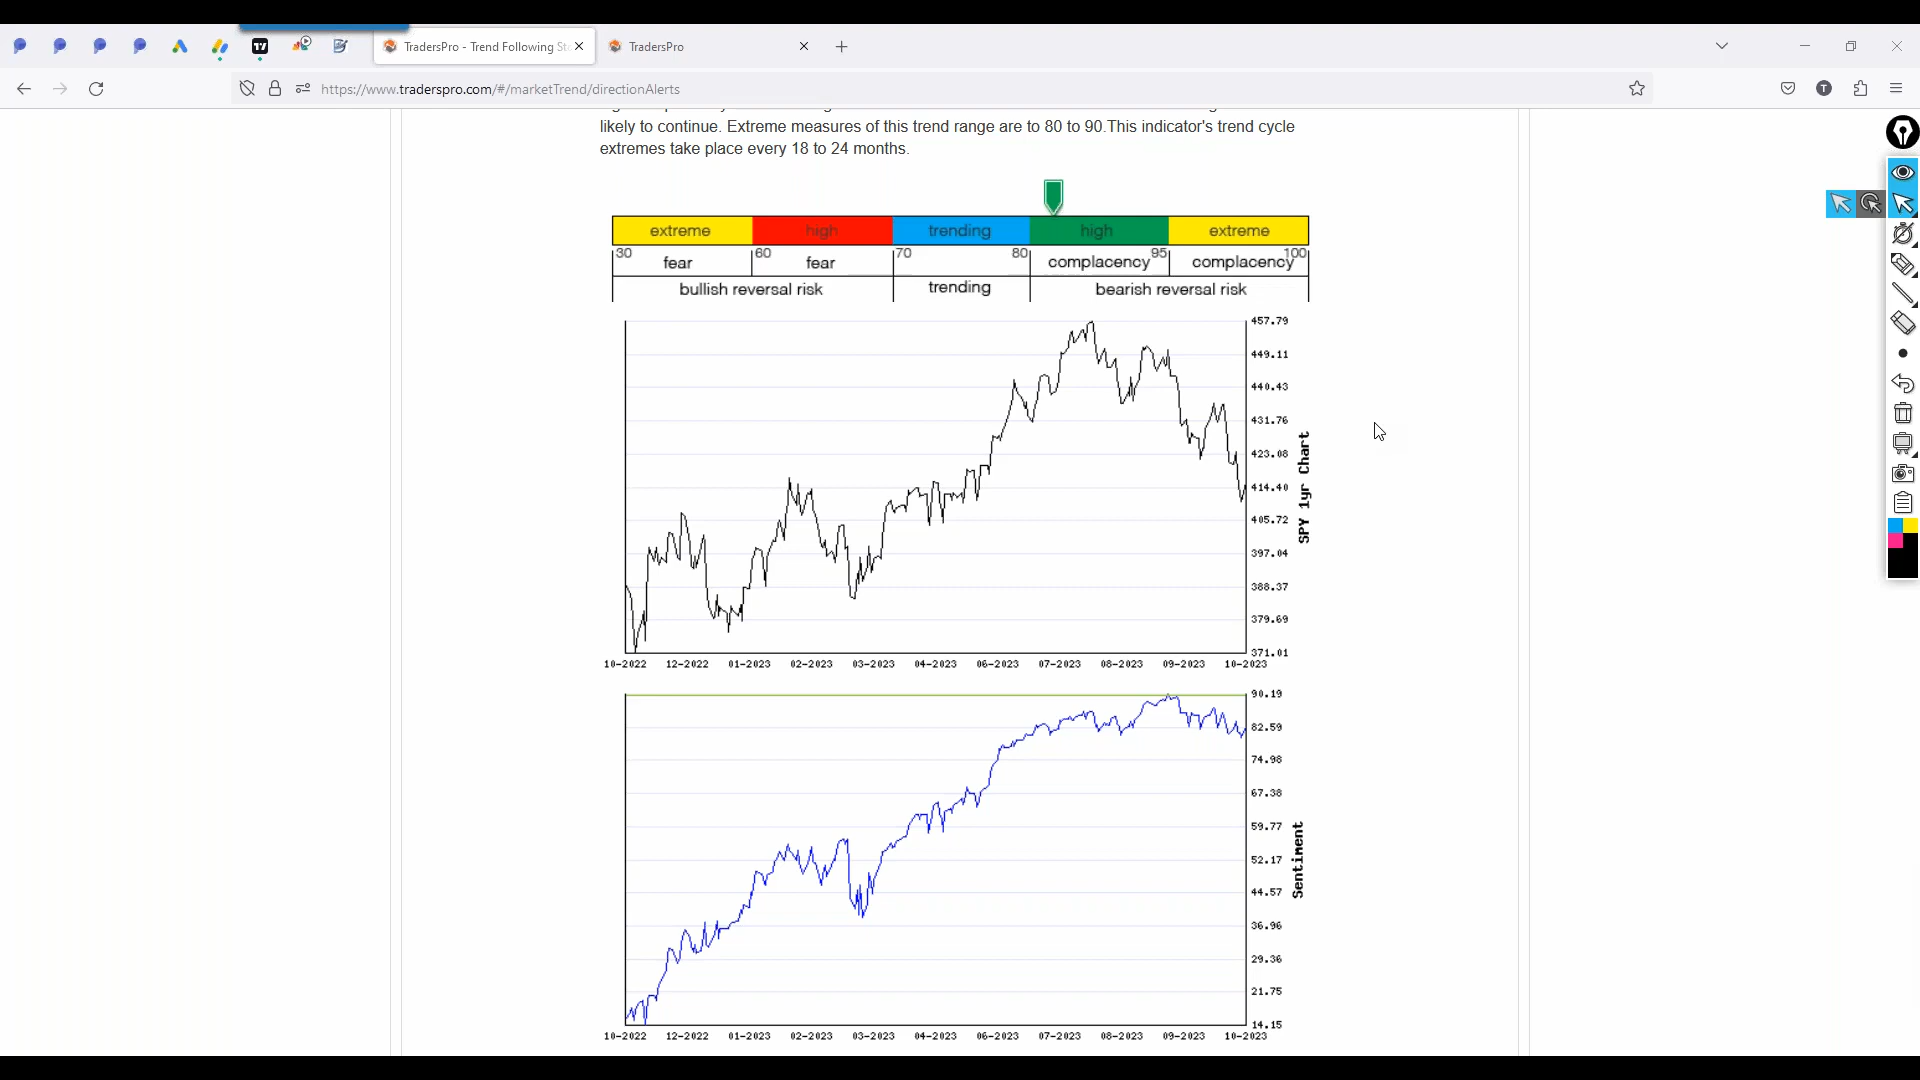 TradersPro - Trend Following Sto
TradersPro
https://www.traderspro.com/#/marketTrend/directionAlerts
T
likely to continue. Extreme measures of this trend range are to 80 to 90.This indicator's trend cycle
extremes take place every 18 to 24 months.
extreme high trending high extreme
30 60 70 80 95 100
fear fear complacency complacency
bullish reversal risk trending bearish reversal risk
457.79
449.11
440.43
431.76
423.08
414.40
405.72
397.04
388.37
379.69
371.01
SPY 1yr Chart
10-2022 12-2022 01-2023 02-2023 03-2023 04-2023 06-2023 07-2023 08-2023 09-2023 10-2023
90.19
82.59
74.98
67.38
59.77
52.17
44.57
36.96
29.36
21.75
14.15
Sentiment
10-2022 12-2022 01-2023 02-2023 03-2023 04-2023 06-2023 07-2023 08-2023 09-2023 10-2023